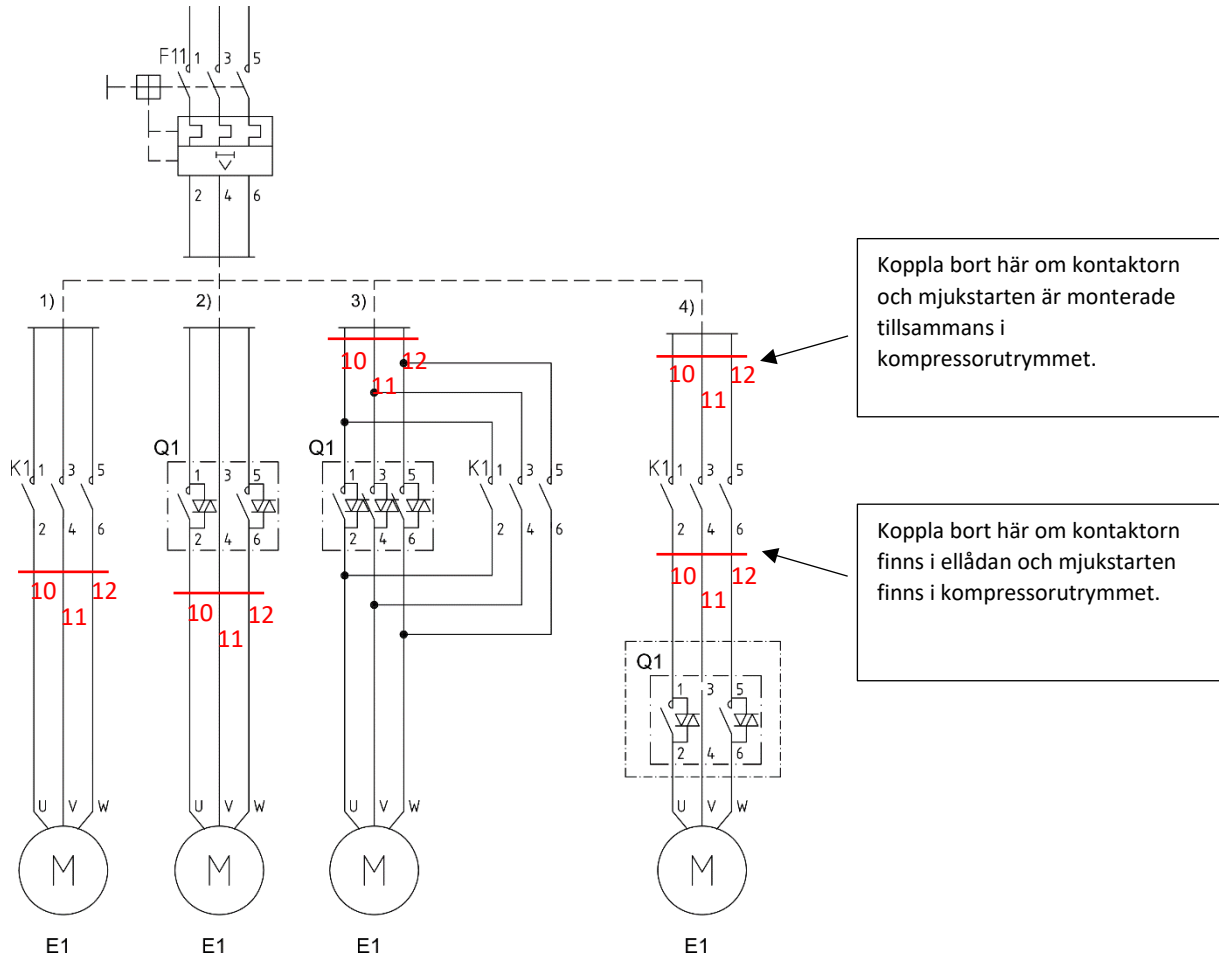 F11 1 3 5
2 4 6
1) 2) 3) 4)
Koppla bort här om kontaktorn
och mjukstarten är monterade
tillsammans i
kompressorutrymmet.
10 12 10 12
11 11
Q1 Q1
K1 1 3 5 1 3 5 1 3 5 K1 1 3 5 K1 1 3 5
2 4 6 2 4 6 2 4 6 2 4 6 2 4 6
Koppla bort här om kontaktorn
finns i ellådan och mjukstarten
finns i kompressorutrymmet.
10 12 10 12 10 12
11 11 11
Q1
1 3 5
2 4 6
U V W U V W U V W U V W
M M M M
E1 E1 E1 E1